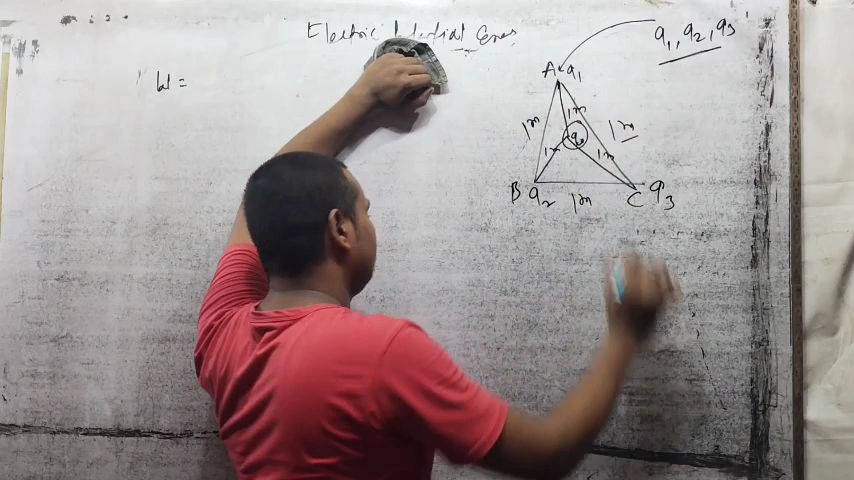 Electric Potential Energy
q1, q2, q3
W =
A q1
1m
1m 1m
1m 1m
B q2 1m C q3